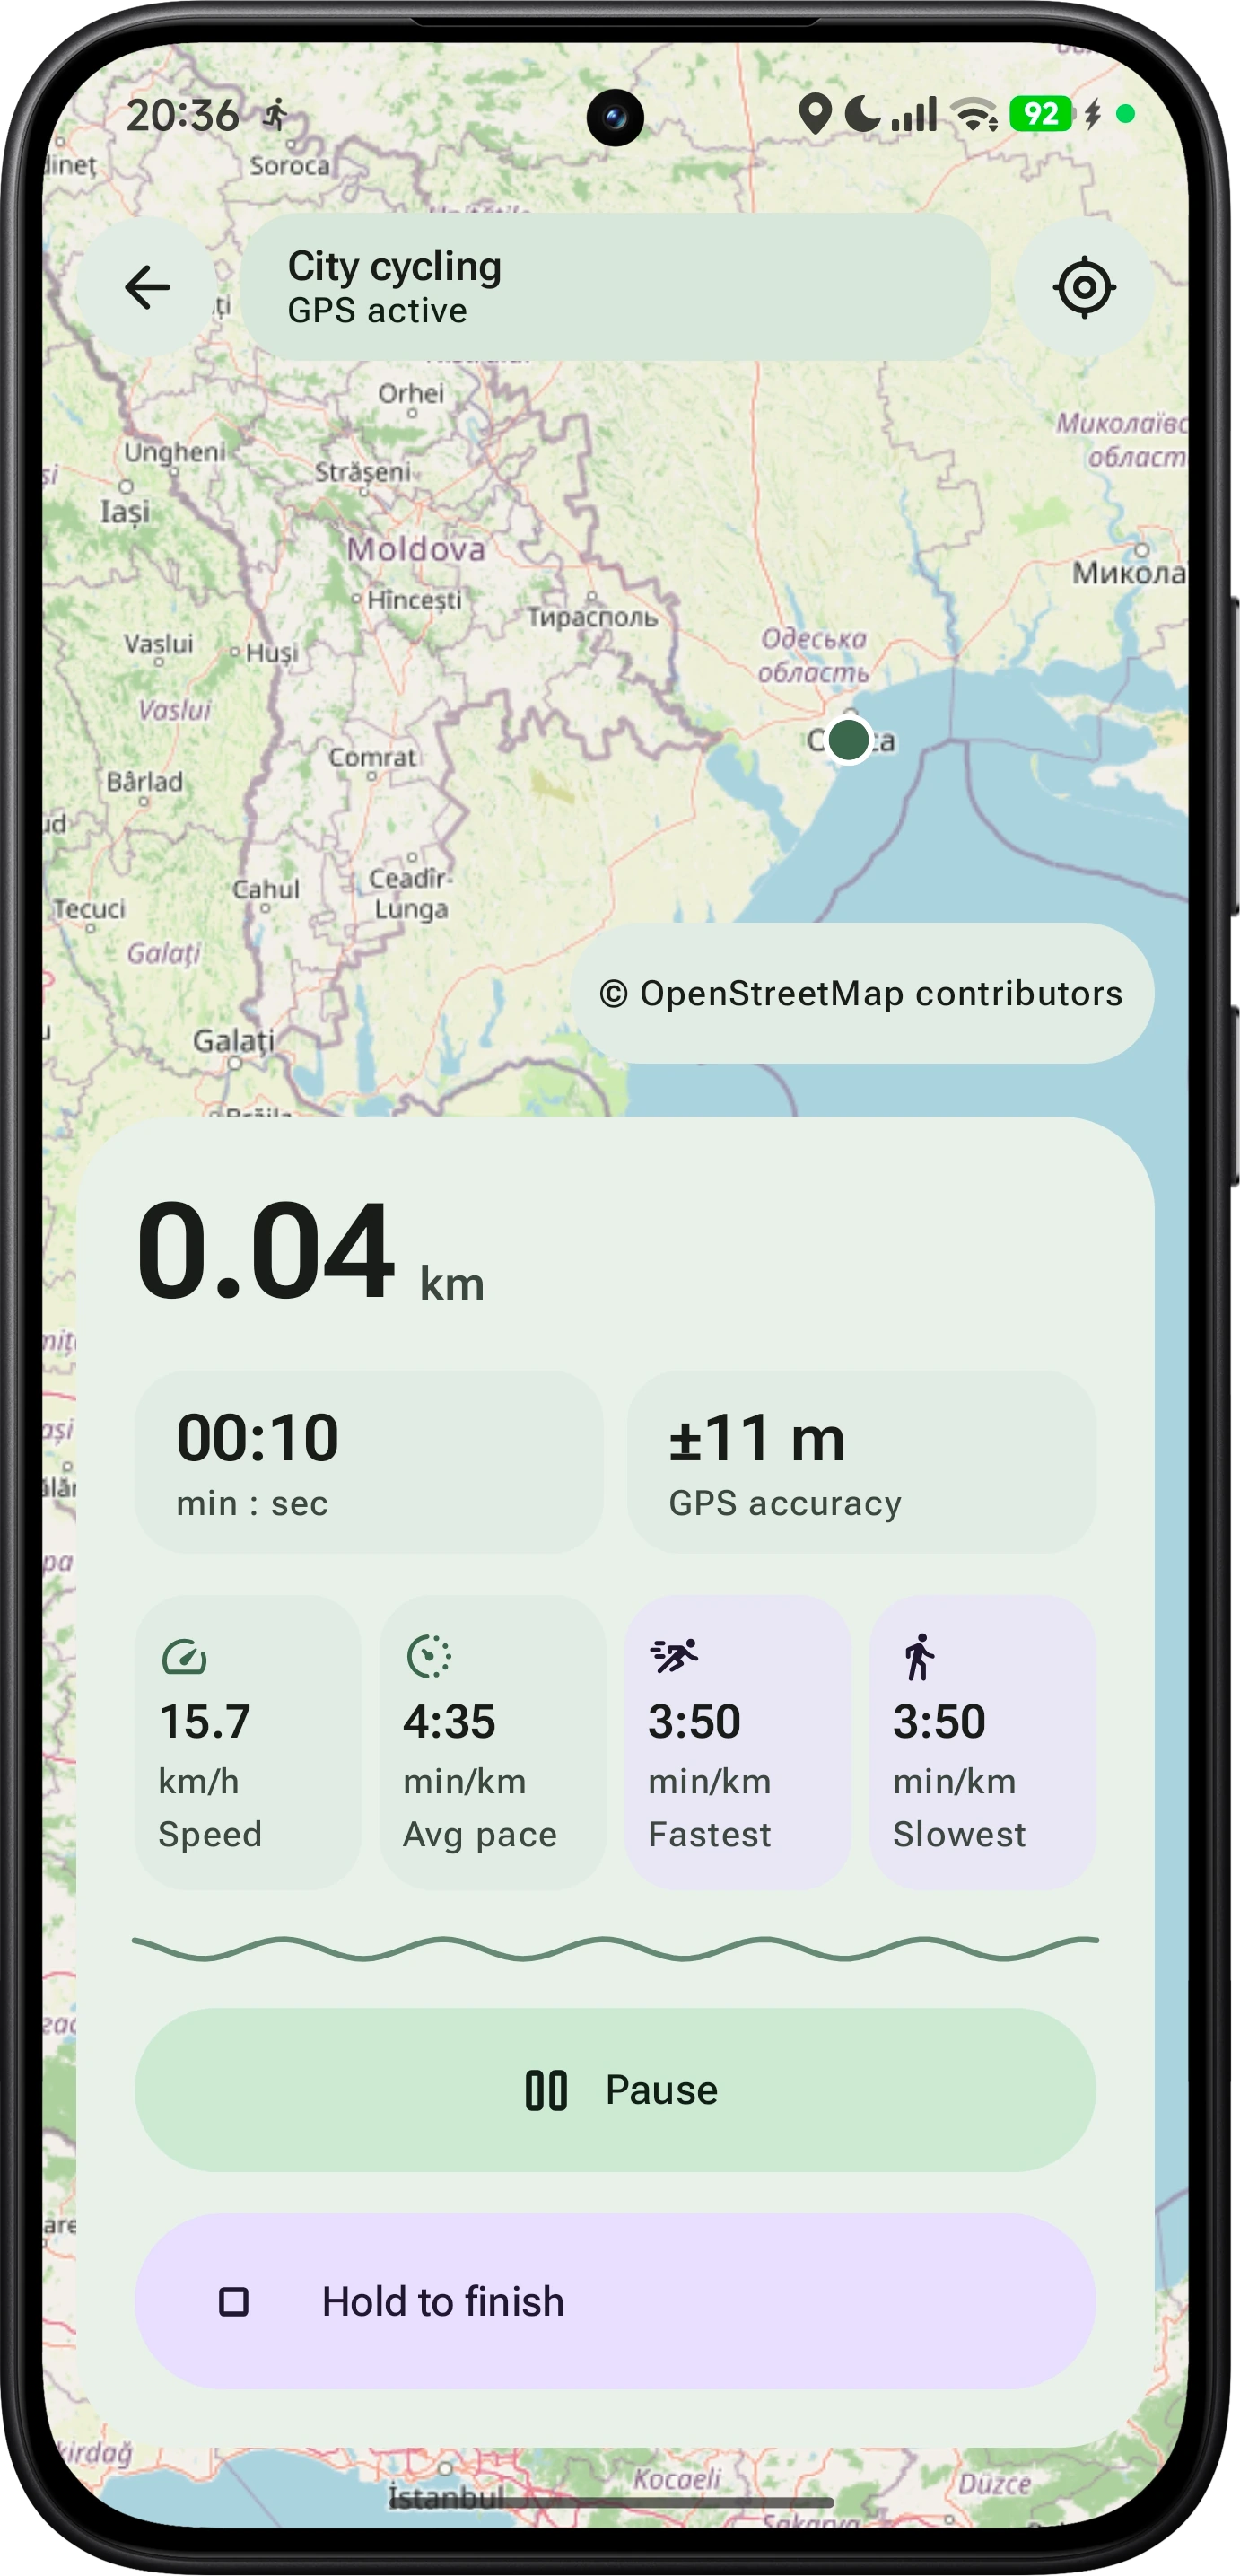 20:36
92
Soroca
City cycling
GPS active
Orhei
Ungheni
Strășeni
Iași
Moldova
Hîncești
Тирасполь
Vaslui
Huși
Vaslui
Одеська
область
Comrat
Bârlad
Cahul
Ceadîr-
Lunga
Tecuci
Galați
Galați
© OpenStreetMap contributors
0.04 km
00:10
min : sec
±11 m
GPS accuracy
15.7
km/h
Speed
4:35
min/km
Avg pace
3:50
min/km
Fastest
3:50
min/km
Slowest
Pause
Hold to finish
İstanbul
Kocaeli
Düzce